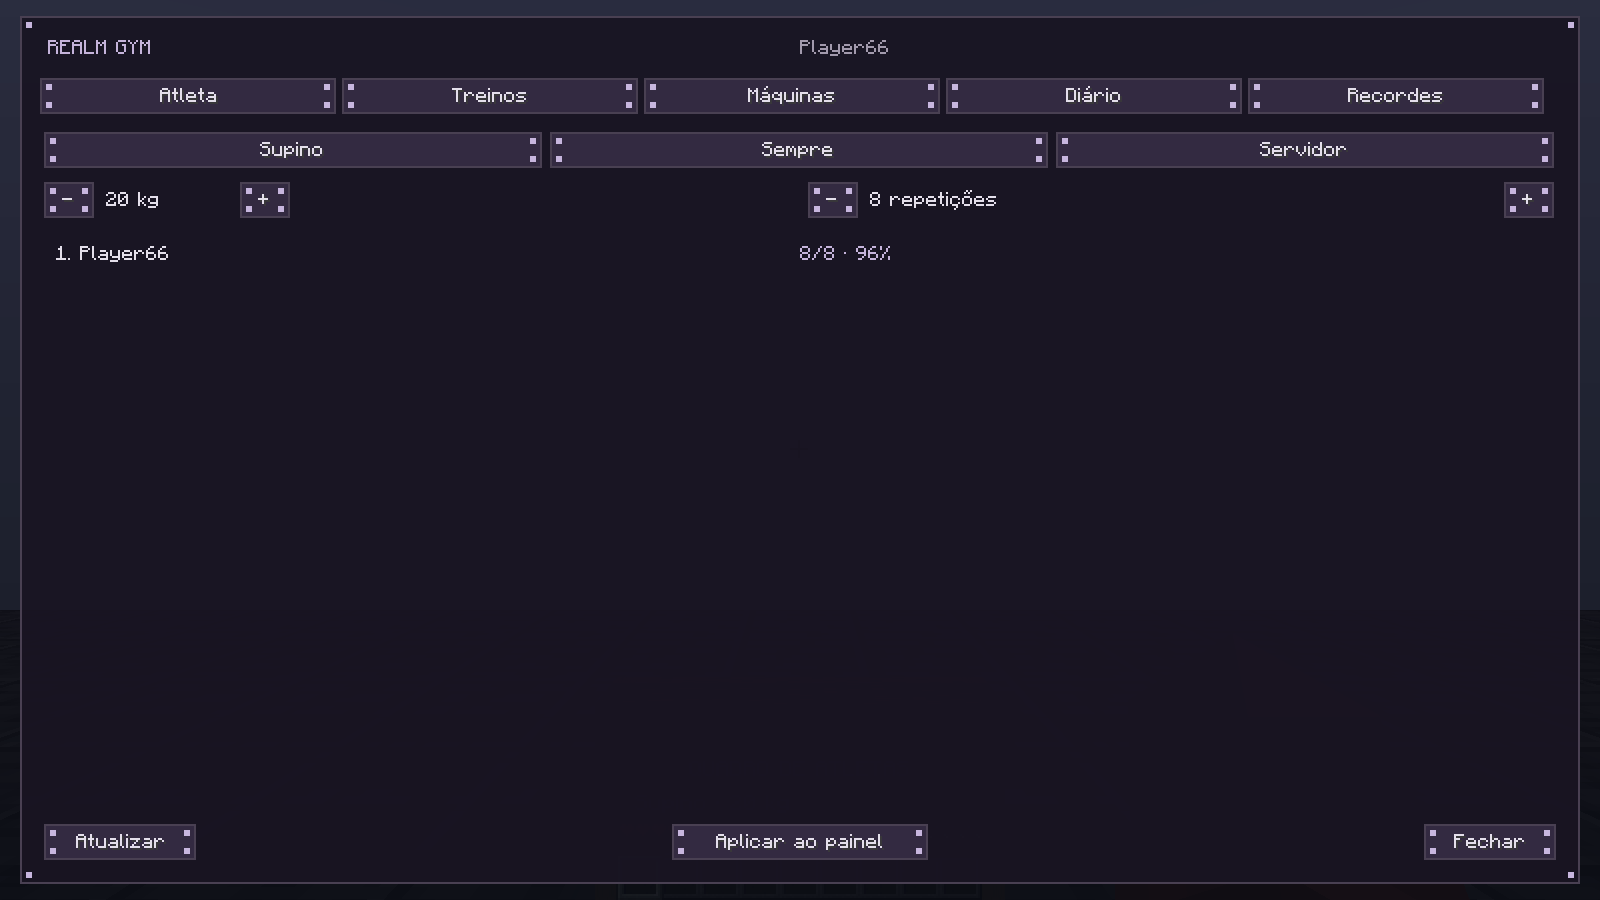 REALM GYM Player66
Atleta Treinos Máquinas Diário Recordes
Supino Sempre Servidor
- 20 kg + - 8 repetições +
1. Player66 8/8 · 96%
Atualizar Aplicar ao painel Fechar